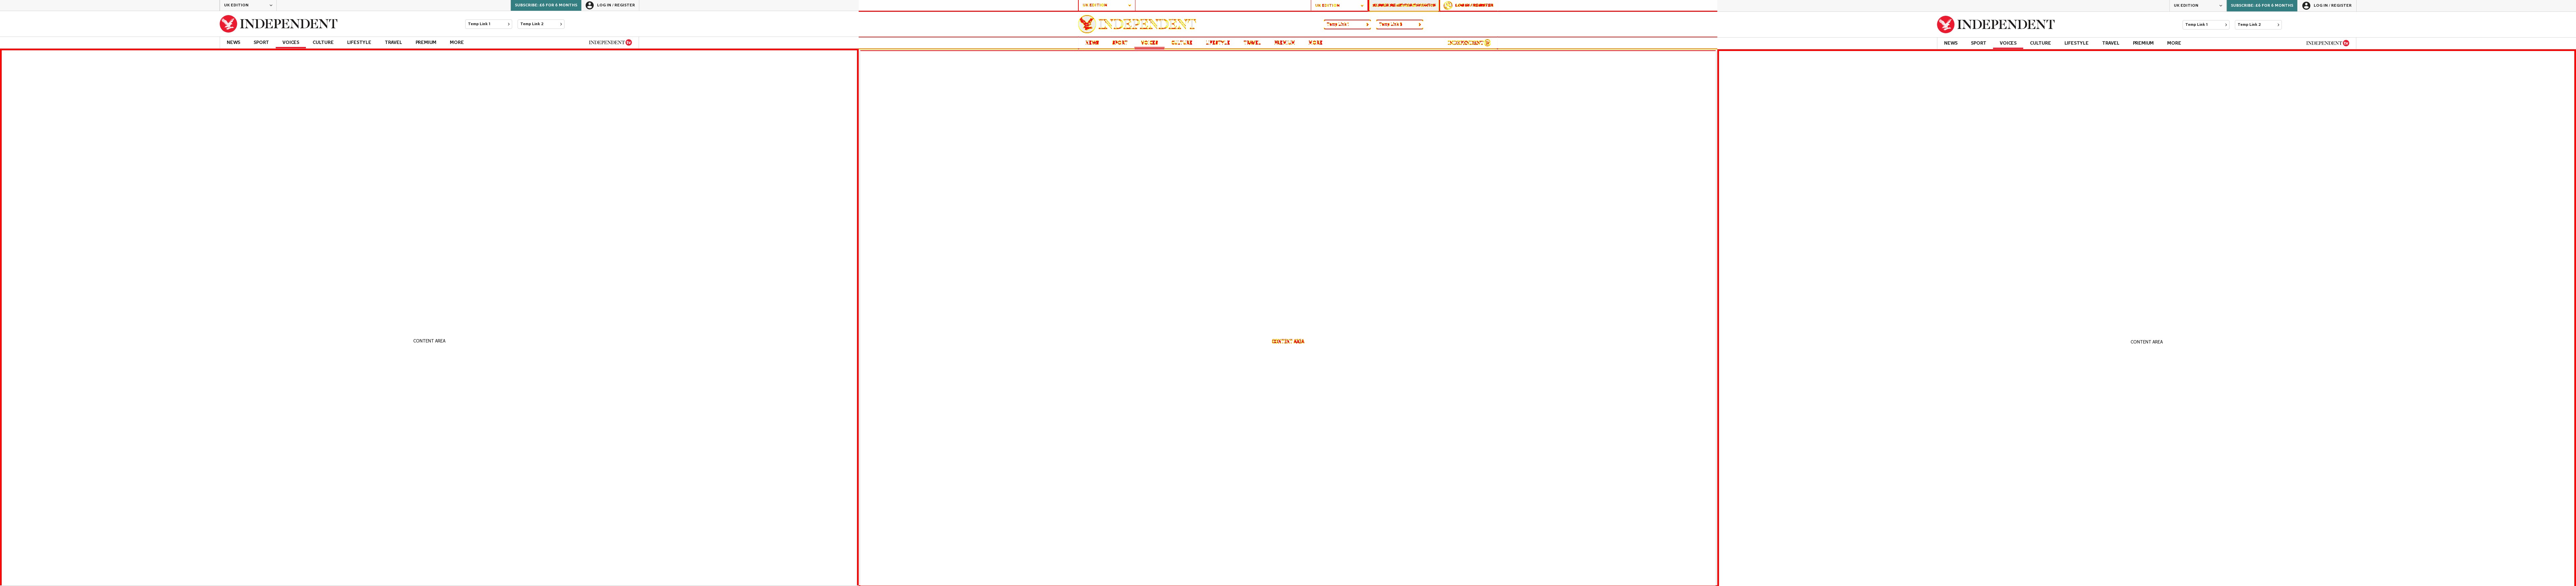 UK EDITION
SUBSCRIBE: £6 FOR 6 MONTHS
LOG IN / REGISTER
INDEPENDENT
Temp Link 1
Temp Link 2
NEWS SPORT VOICES CULTURE LIFESTYLE TRAVEL PREMIUM MORE
INDEPENDENT
CONTENT AREA
UK EDITION
UK EDITION
LOG IN / REGISTER
INDEPENDENT
Temp Link 1
NEWS SPORT VOICES CULTURE LIFESTYLE TRAVEL PREMIUM MORE
INDEPENDENT
CONTENT AREA
UK EDITION
SUBSCRIBE: £6 FOR 6 MONTHS
LOG IN / REGISTER
INDEPENDENT
Temp Link 1
Temp Link 2
NEWS SPORT VOICES CULTURE LIFESTYLE TRAVEL PREMIUM MORE
INDEPENDENT
CONTENT AREA